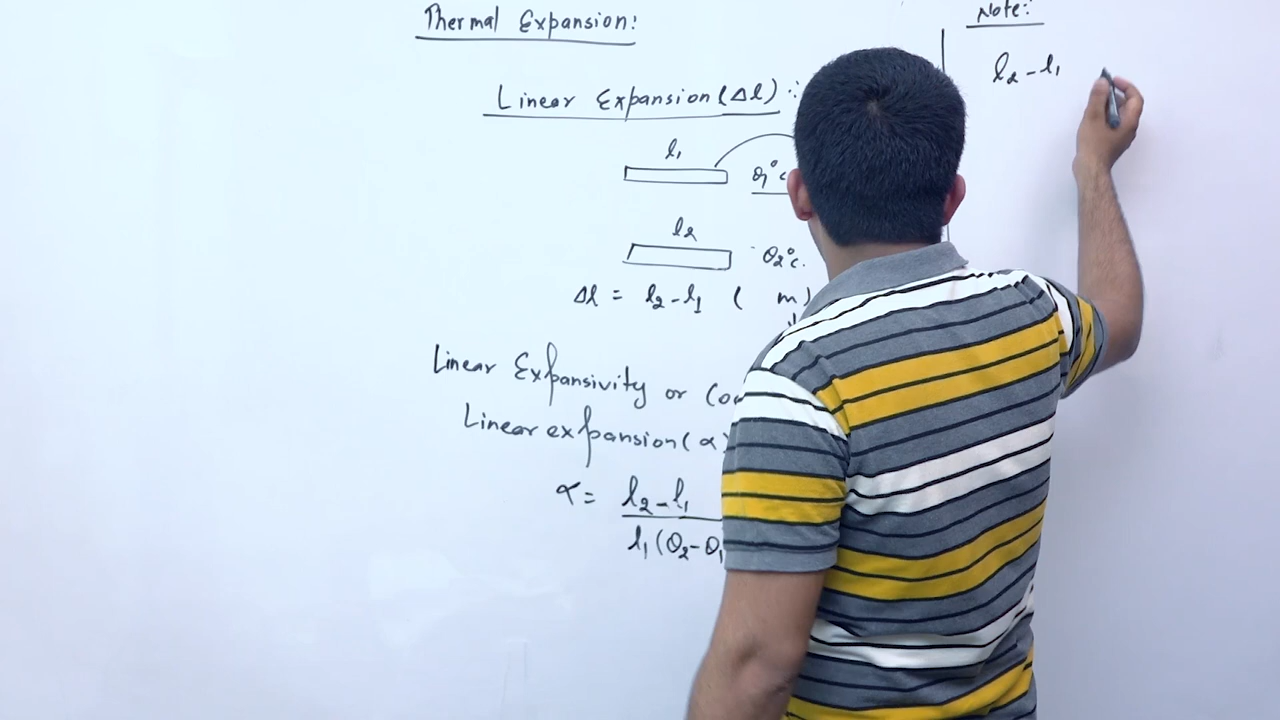 Thermal Expansion:
Linear Expansion (Δl) :
l₁
θ₁°c
l₂
θ₂°c.
Δl = l₂-l₁ ( m)
Linear Expansivity or
Linear expansion (α)
α = l₂-l₁
l₁(θ₂-θ₁
Note:
l₂-l₁